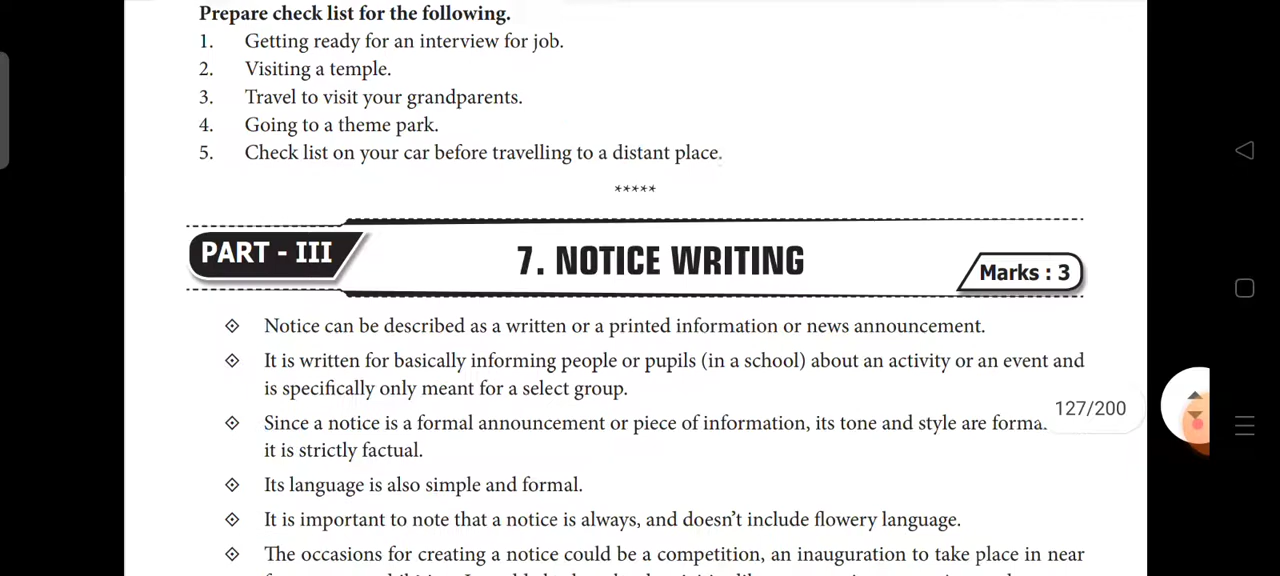 Prepare check list for the following.
1. Getting ready for an interview for job.
2. Visiting a temple.
3. Travel to visit your grandparents.
4. Going to a theme park.
5. Check list on your car before travelling to a distant place.
*****
PART - III
7. NOTICE WRITING
Marks : 3
Notice can be described as a written or a printed information or news announcement.
It is written for basically informing people or pupils (in a school) about an activity or an event and
is specifically only meant for a select group.
127/200
Since a notice is a formal announcement or piece of information, its tone and style are forma
it is strictly factual.
Its language is also simple and formal.
It is important to note that a notice is always, and doesn't include flowery language.
The occasions for creating a notice could be a competition, an inauguration to take place in near